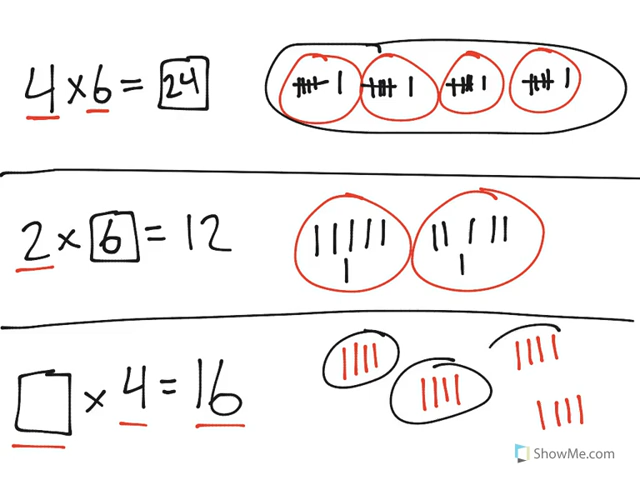 4 × 6 = 24
2 × 6 = 12
□ × 4 = 16
ShowMe.com